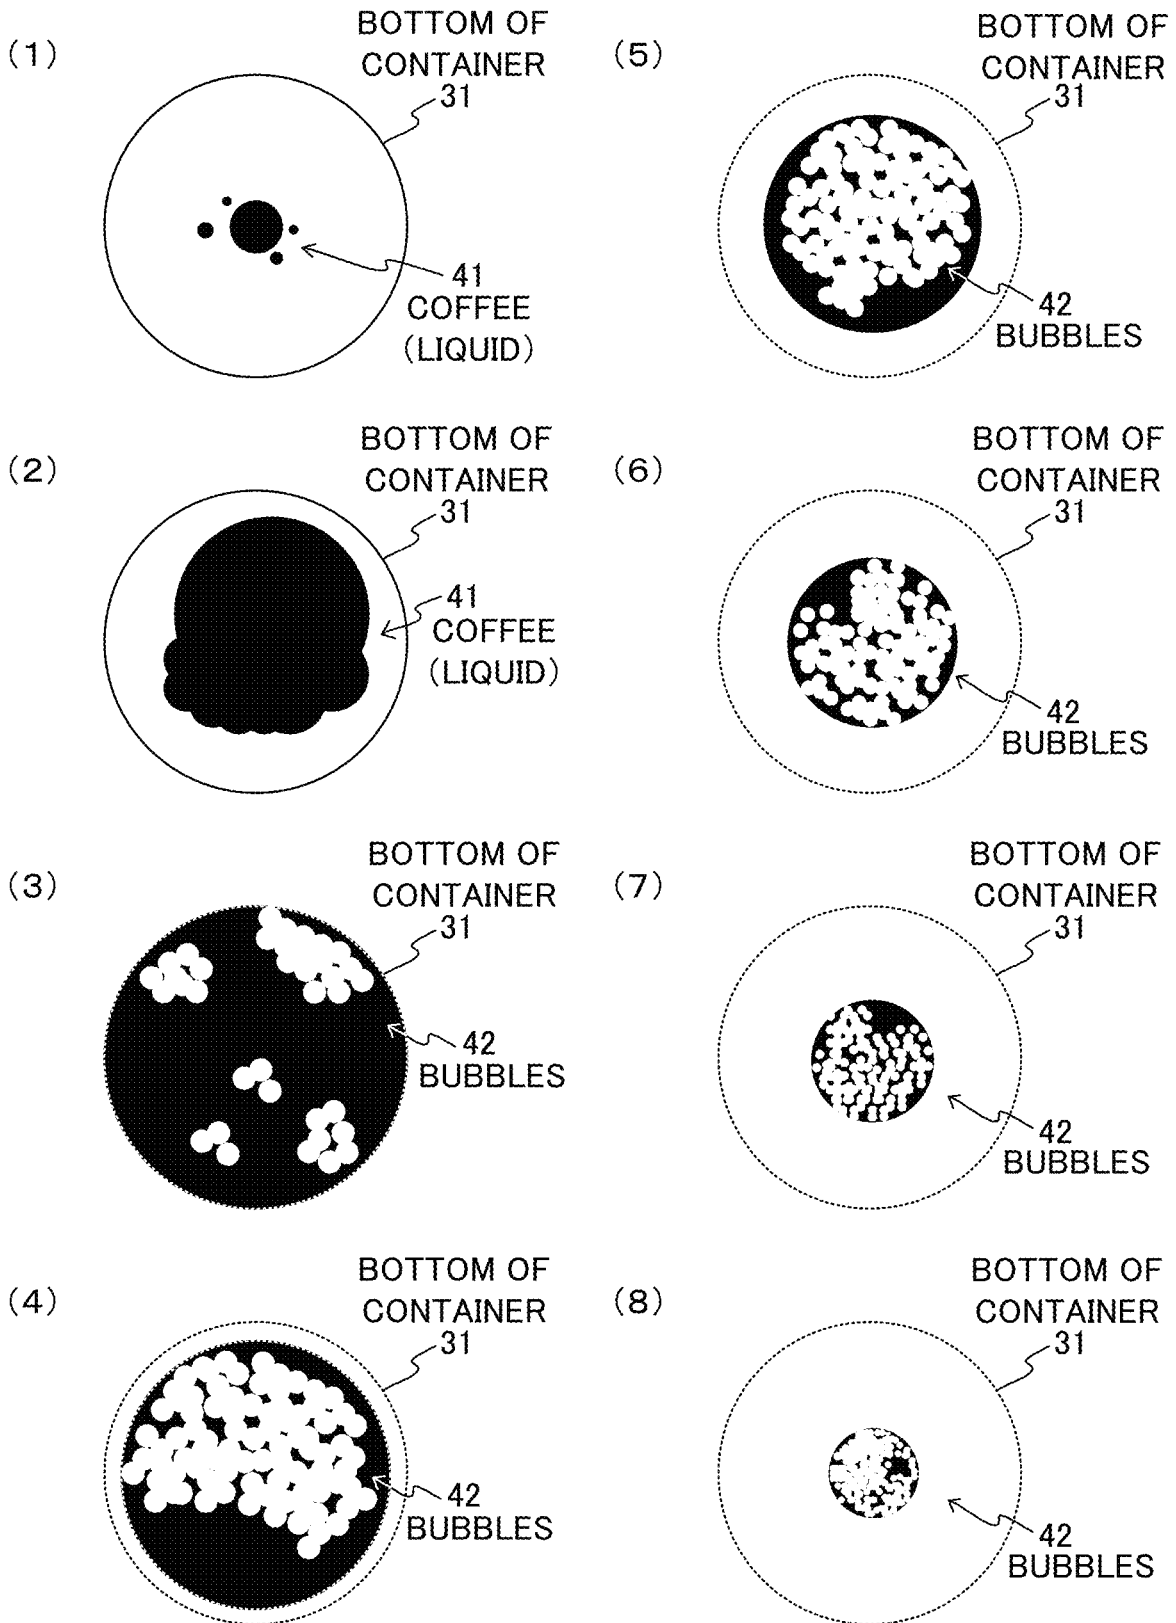 (1)
BOTTOM OF
CONTAINER
31
41
COFFEE
(LIQUID)
(2)
BOTTOM OF
CONTAINER
31
41
COFFEE
(LIQUID)
(3)
BOTTOM OF
CONTAINER
31
42
BUBBLES
(4)
BOTTOM OF
CONTAINER
31
42
BUBBLES
(5)
BOTTOM OF
CONTAINER
31
42
BUBBLES
(6)
BOTTOM OF
CONTAINER
31
42
BUBBLES
(7)
BOTTOM OF
CONTAINER
31
42
BUBBLES
(8)
BOTTOM OF
CONTAINER
31
42
BUBBLES